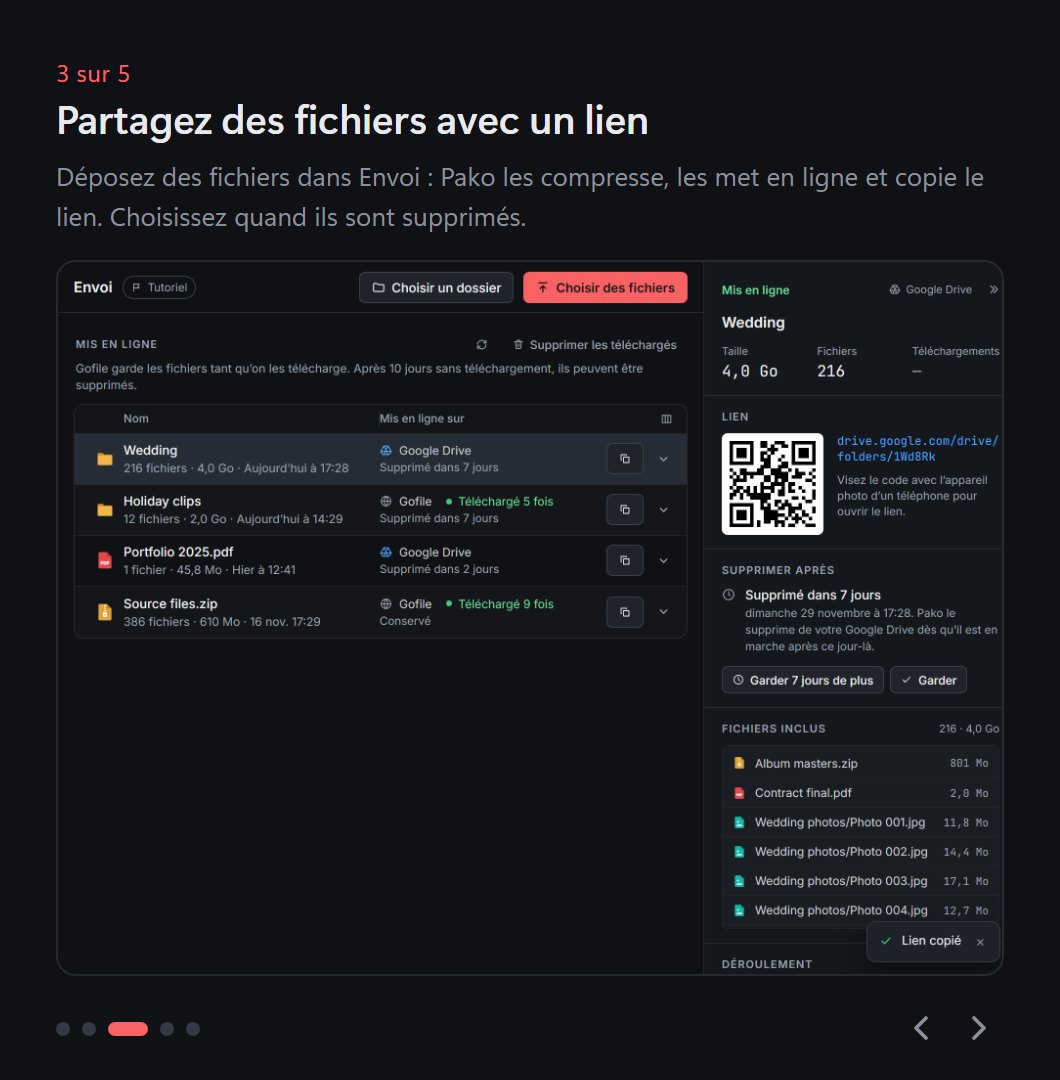 3 sur 5
Partagez des fichiers avec un lien
Déposez des fichiers dans Envoi : Pako les compresse, les met en ligne et copie le
lien. Choisissez quand ils sont supprimés.
Envoi
Tutoriel
Choisir un dossier
Choisir des fichiers
MIS EN LIGNE
Supprimer les téléchargés
Gofile garde les fichiers tant qu’on les télécharge. Après 10 jours sans téléchargement, ils peuvent être
supprimés.
Nom
Mis en ligne sur
Wedding
216 fichiers · 4,0 Go · Aujourd’hui à 17:28
Google Drive
Supprimé dans 7 jours
Holiday clips
12 fichiers · 2,0 Go · Aujourd’hui à 14:29
Gofile
Téléchargé 5 fois
Supprimé dans 7 jours
Portfolio 2025.pdf
1 fichier · 45,8 Mo · Hier à 12:41
Google Drive
Supprimé dans 2 jours
Source files.zip
386 fichiers · 610 Mo · 16 nov. 17:29
Gofile
Téléchargé 9 fois
Conservé
Mis en ligne
Google Drive
Wedding
Taille
Fichiers
Téléchargements
4,0 Go
216
—
LIEN
drive.google.com/drive/
folders/1Wd8Rk
Visez le code avec l’appareil
photo d’un téléphone pour
ouvrir le lien.
SUPPRIMER APRÈS
Supprimé dans 7 jours
dimanche 29 novembre à 17:28. Pako le
supprime de votre Google Drive dès qu’il est en
marche après ce jour-là.
Garder 7 jours de plus
Garder
FICHIERS INCLUS
216 · 4,0 Go
Album masters.zip
801 Mo
Contract final.pdf
2,0 Mo
Wedding photos/Photo 001.jpg
11,8 Mo
Wedding photos/Photo 002.jpg
14,4 Mo
Wedding photos/Photo 003.jpg
17,1 Mo
Wedding photos/Photo 004.jpg
12,7 Mo
Lien copié
DÉROULEMENT